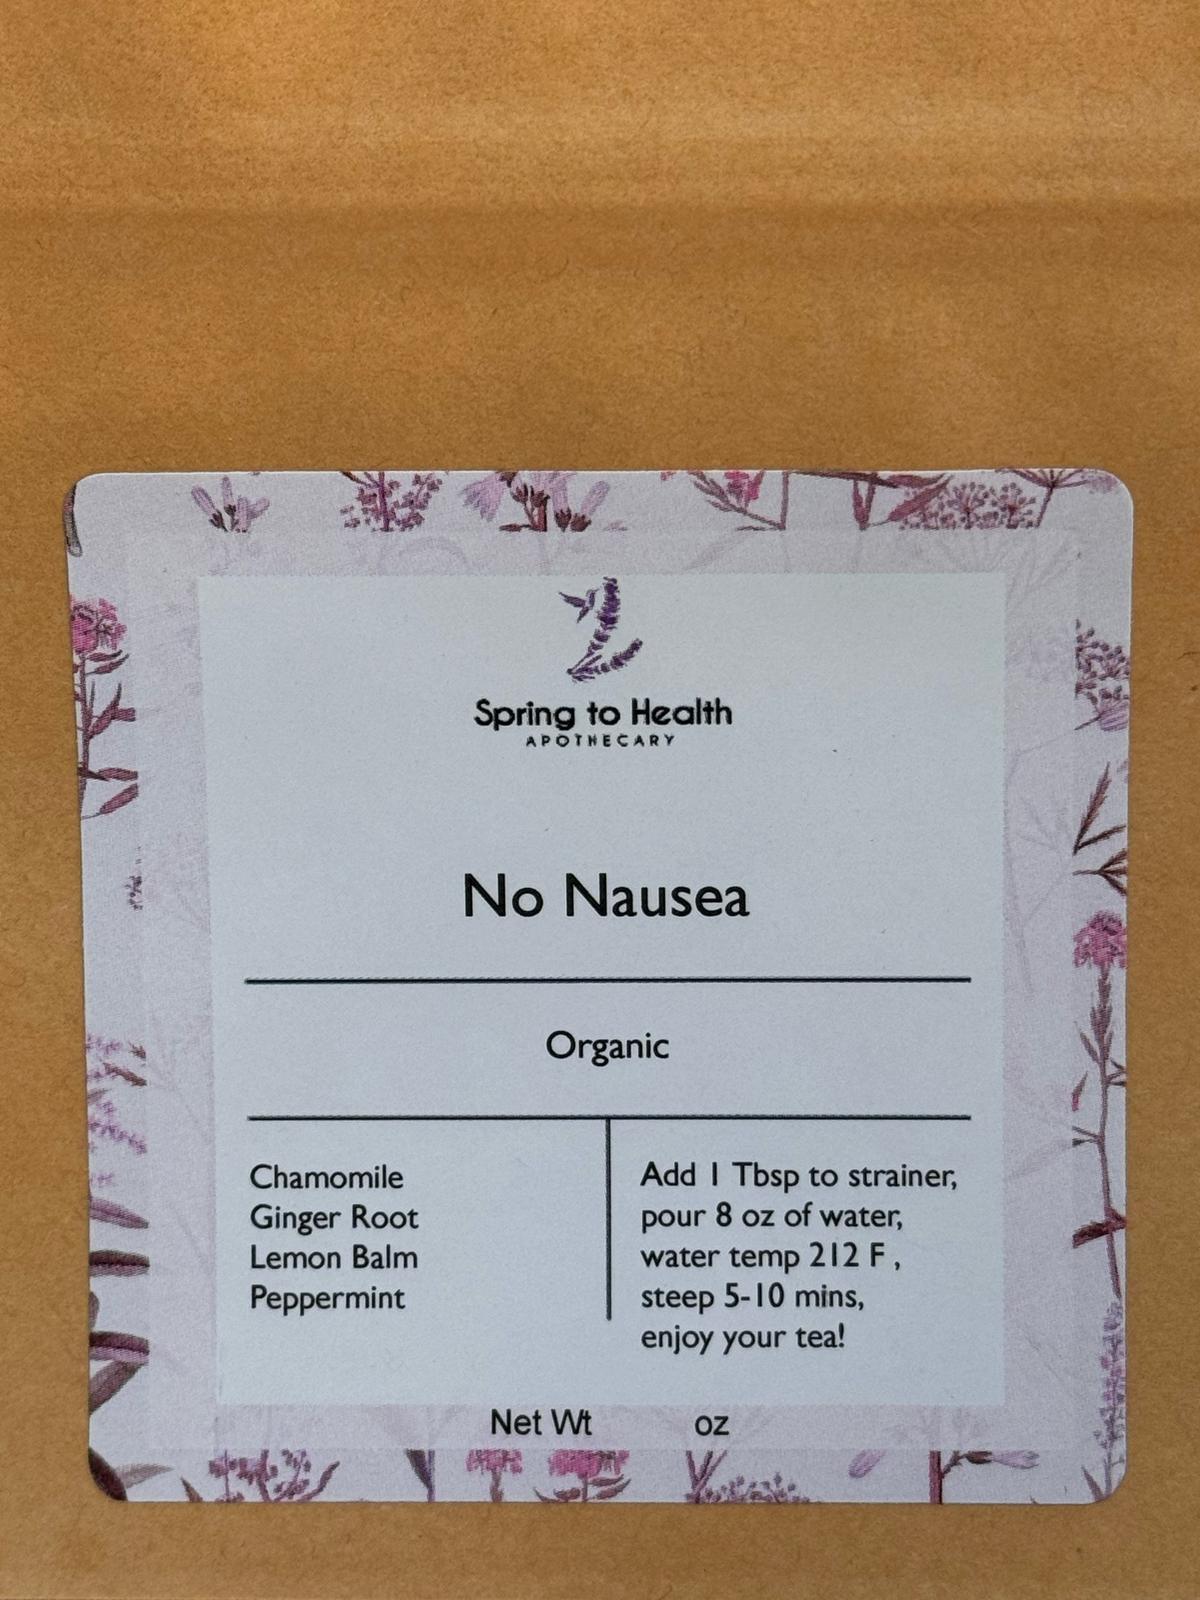 Spring to Health
APOTHECARY
No Nausea
Organic
Chamomile
Ginger Root
Lemon Balm
Peppermint
Add 1 Tbsp to strainer,
pour 8 oz of water,
water temp 212 F ,
steep 5-10 mins,
enjoy your tea!
Net Wt oz